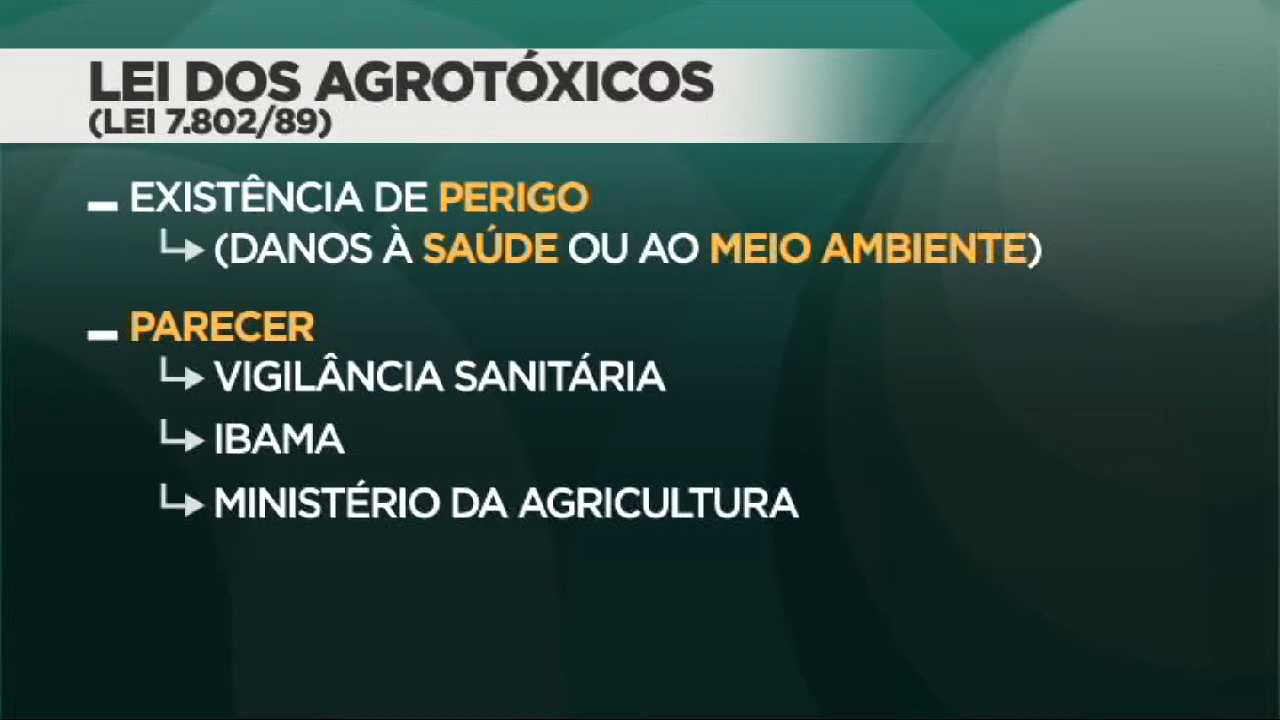 LEI DOS AGROTÓXICOS
(LEI 7.802/89)
EXISTÊNCIA DE PERIGO
(DANOS À SAÚDE OU AO MEIO AMBIENTE)
PARECER
VIGILÂNCIA SANITÁRIA
IBAMA
MINISTÉRIO DA AGRICULTURA